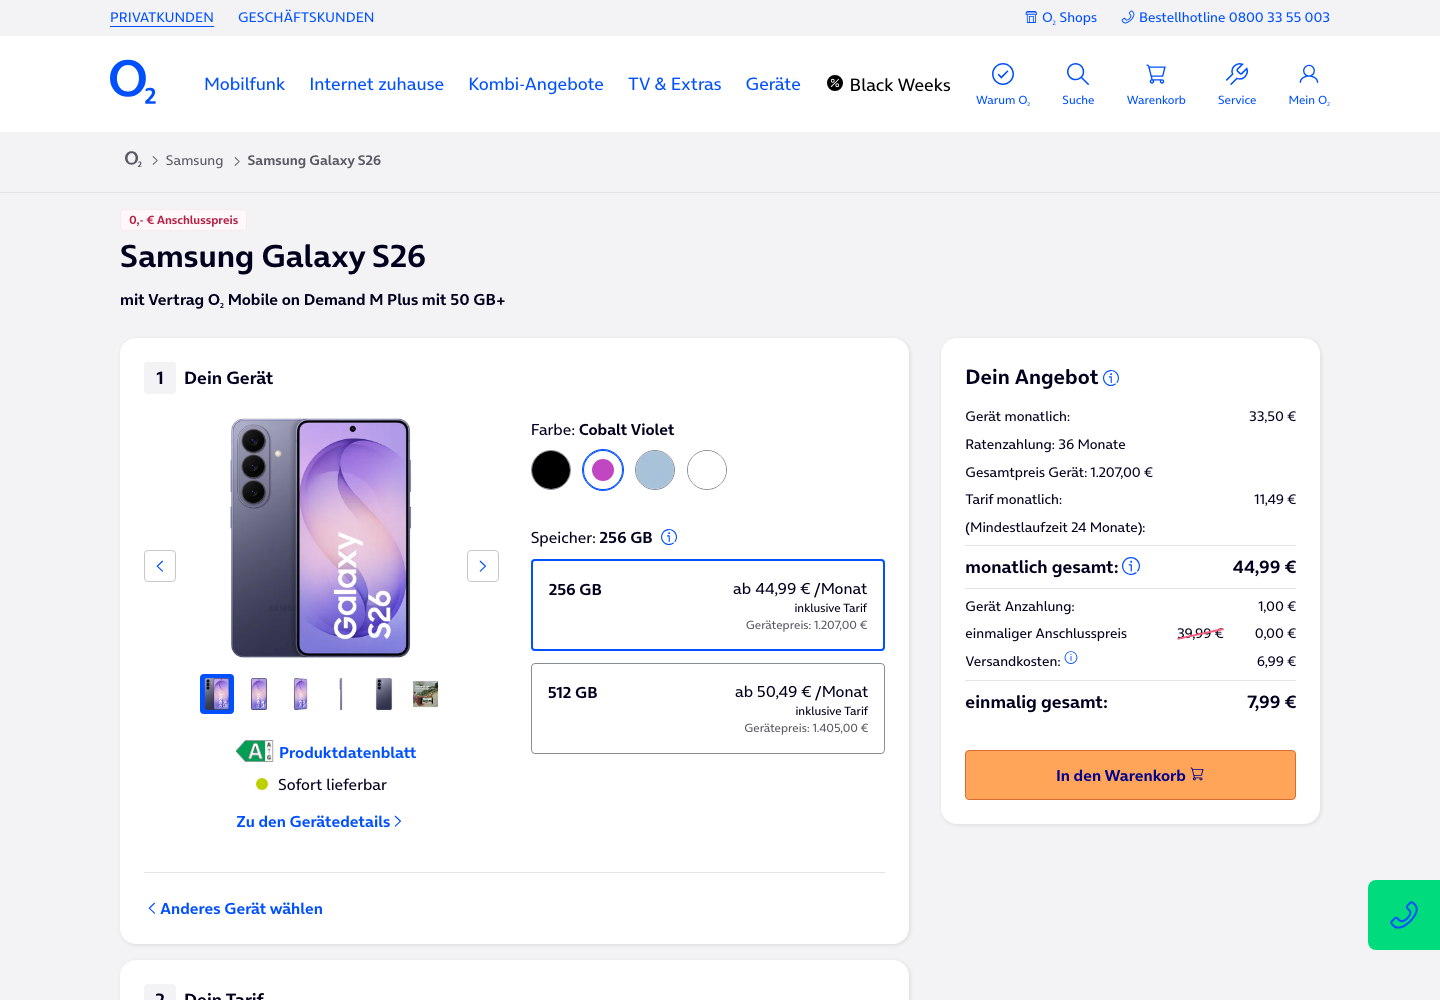 PRIVATKUNDEN GESCHÄFTSKUNDEN O₂ Shops Bestellhotline 0800 33 55 003
O₂ Mobilfunk Internet zuhause Kombi-Angebote TV & Extras Geräte Black Weeks
Warum O₂ Suche Warenkorb Service Mein O₂
O₂ > Samsung > Samsung Galaxy S26
0,- € Anschlusspreis
Samsung Galaxy S26
mit Vertrag O₂ Mobile on Demand M Plus mit 50 GB+
1 Dein Gerät
Galaxy
S26
A
A
G
Produktdatenblatt
Sofort lieferbar
Zu den Gerätedetails
Farbe: Cobalt Violet
Speicher: 256 GB
256 GB ab 44,99 € /Monat
inklusive Tarif
Gerätepreis: 1.207,00 €
512 GB ab 50,49 € /Monat
inklusive Tarif
Gerätepreis: 1.405,00 €
Anderes Gerät wählen
2 Dein Tarif
Dein Angebot
Gerät monatlich: 33,50 €
Ratenzahlung: 36 Monate
Gesamtpreis Gerät: 1.207,00 €
Tarif monatlich: 11,49 €
(Mindestlaufzeit 24 Monate):
monatlich gesamt: 44,99 €
Gerät Anzahlung: 1,00 €
einmaliger Anschlusspreis 39,99 € 0,00 €
Versandkosten: 6,99 €
einmalig gesamt: 7,99 €
In den Warenkorb